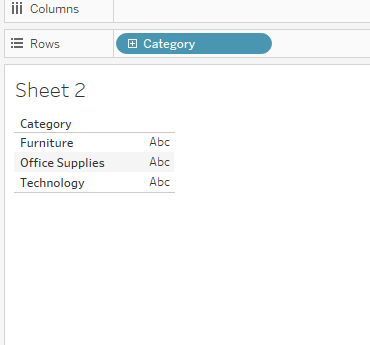 Columns
Rows
Category
Sheet 2
Category
Furniture Abc
Office Supplies Abc
Technology Abc